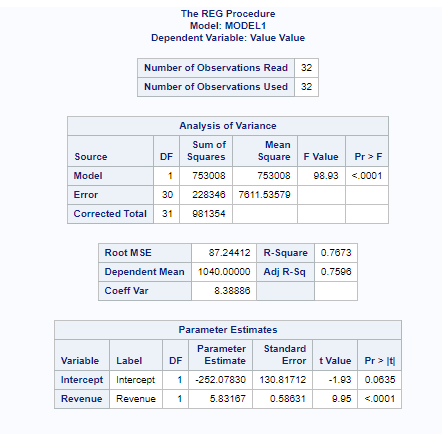 The REG Procedure
Model: MODEL1
Dependent Variable: Value Value
Number of Observations Read 32
Number of Observations Used 32
Analysis of Variance
Source DF Sum of Squares Mean Square F Value Pr > F
Model 1 753008 753008 98.93 <.0001
Error 30 228346 7611.53579
Corrected Total 31 981354
Root MSE 87.24412 R-Square 0.7673
Dependent Mean 1040.00000 Adj R-Sq 0.7596
Coeff Var 8.38886
Parameter Estimates
Variable Label DF Parameter Estimate Standard Error t Value Pr > |t|
Intercept Intercept 1 -252.07830 130.81712 -1.93 0.0635
Revenue Revenue 1 5.83167 0.58631 9.95 <.0001